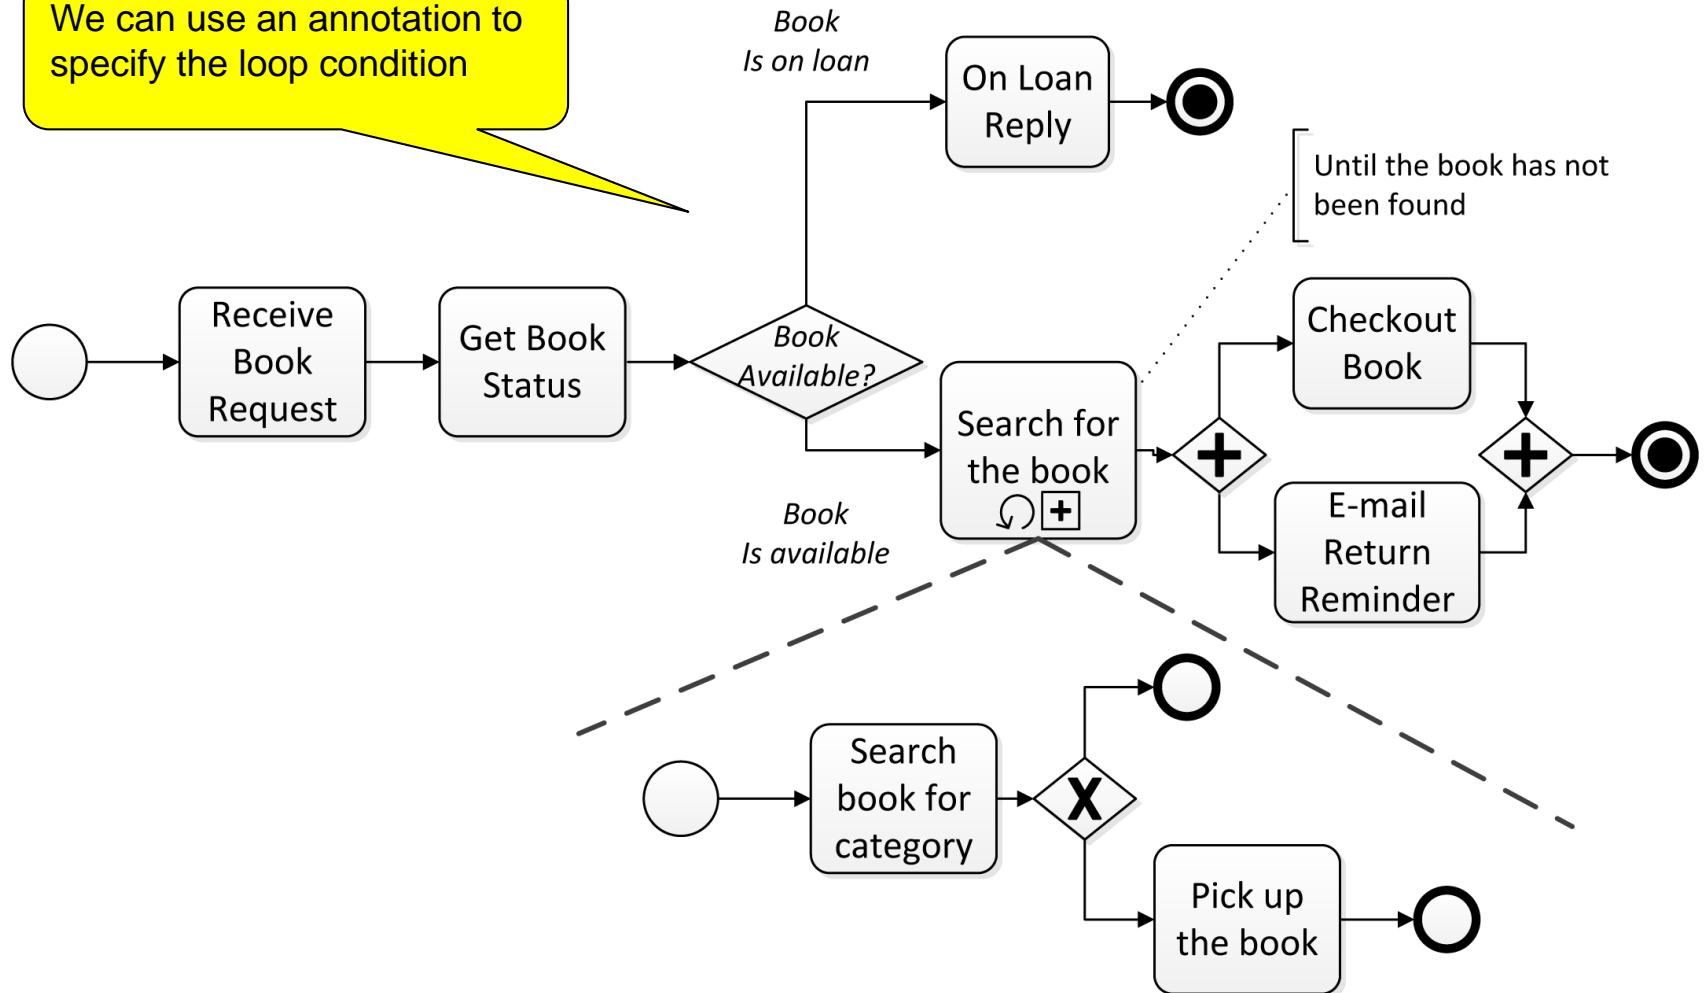 We can use an annotation to
specify the loop condition
Book
Is on loan
On Loan
Reply
Until the book has not
been found
Receive
Book
Request
Get Book
Status
Book
Available?
Checkout
Book
Search for
the book
Book
Is available
E-mail
Return
Reminder
Search
book for
category
X
Pick up
the book